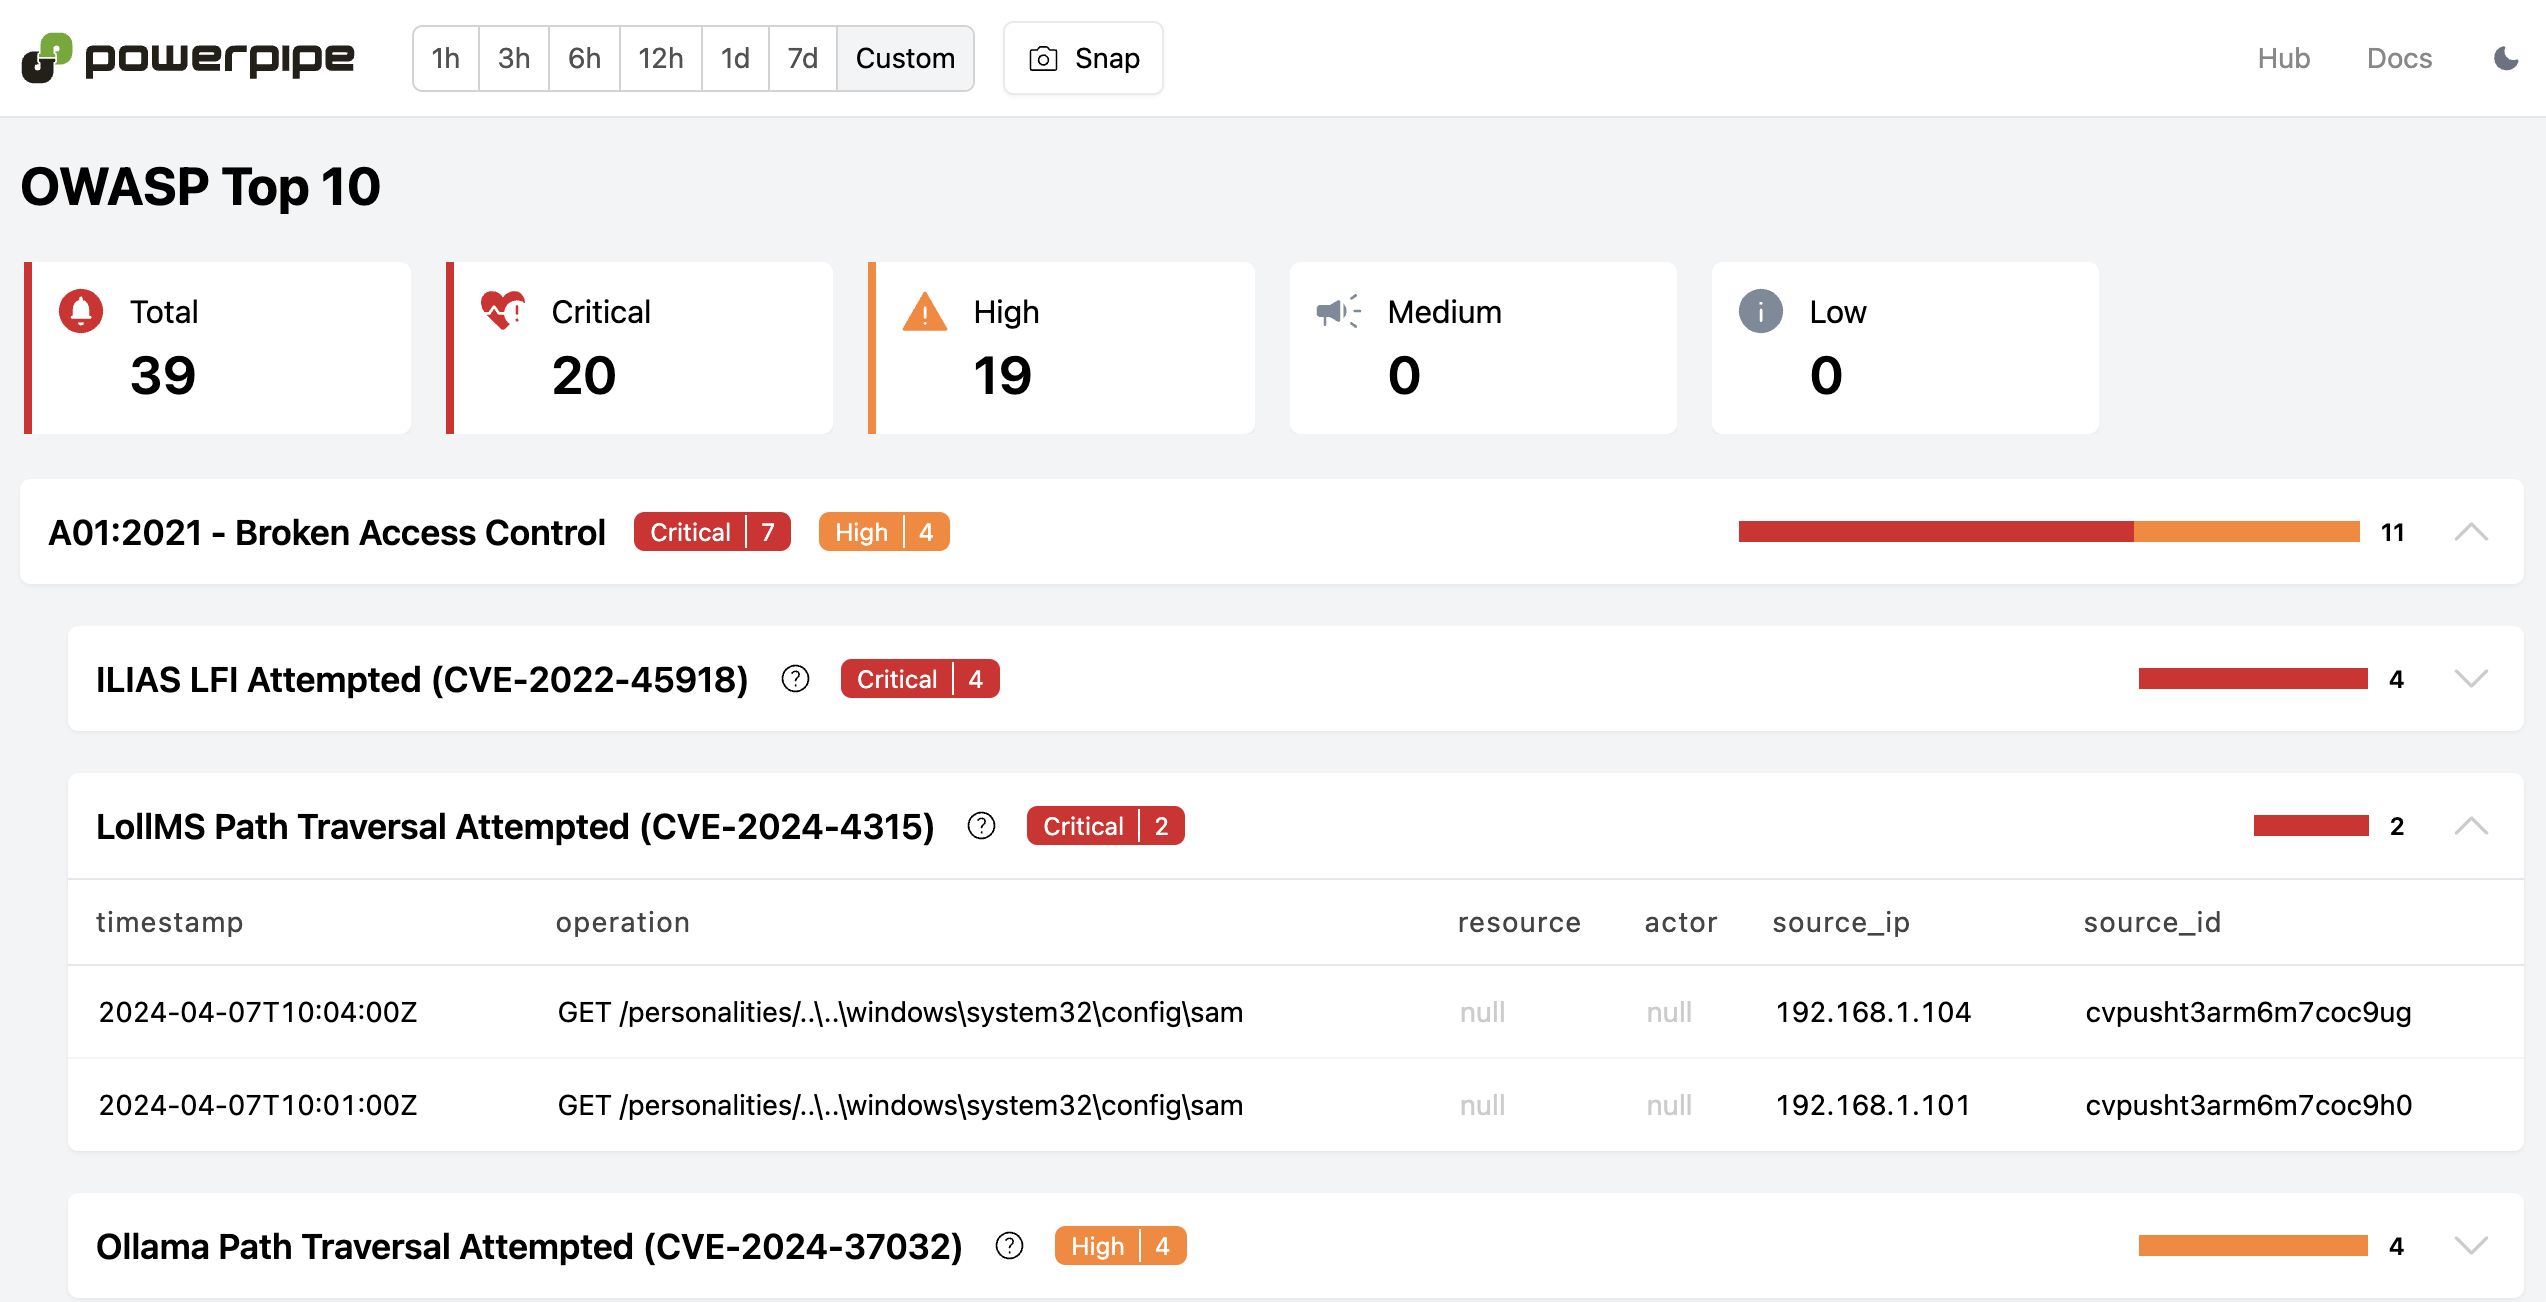 powerpipe 1h 3h 6h 12h 1d 7d Custom Snap Hub Docs
OWASP Top 10
Total Critical High Medium Low
39 20 19 0 0
A01:2021 - Broken Access Control Critical 7 High 4 11
ILIAS LFI Attempted (CVE-2022-45918) ? Critical 4 4
LollMS Path Traversal Attempted (CVE-2024-4315) ? Critical 2 2
timestamp operation resource actor source_ip source_id
2024-04-07T10:04:00Z GET /personalities/..\..\windows\system32\config\sam null null 192.168.1.104 cvpusht3arm6m7coc9ug
2024-04-07T10:01:00Z GET /personalities/..\..\windows\system32\config\sam null null 192.168.1.101 cvpusht3arm6m7coc9h0
Ollama Path Traversal Attempted (CVE-2024-37032) ? High 4 4